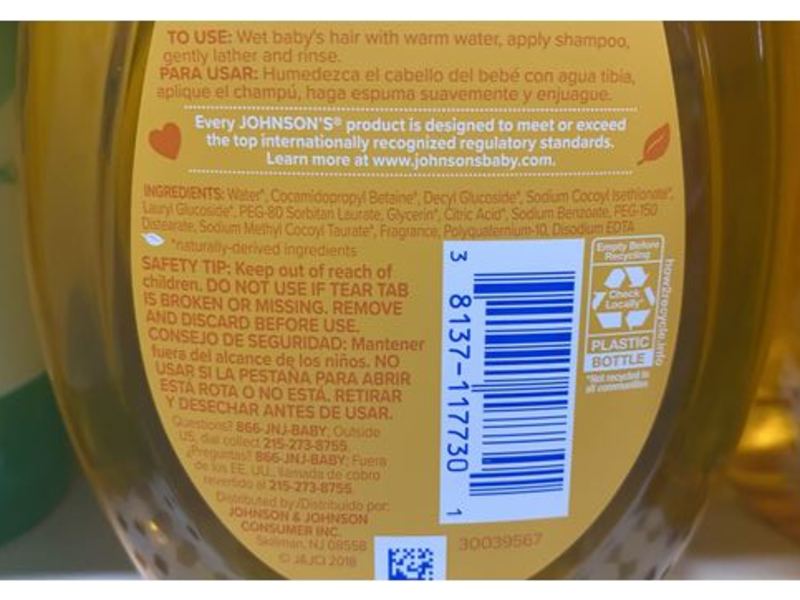 TO USE: Wet baby's hair with warm water, apply shampoo,
gently lather and rinse.
PARA USAR: Humedezca el cabello del bebé con agua tibia,
aplique el champú, haga espuma suavemente y enjuague.
Every JOHNSON'S® product is designed to meet or exceed
the top internationally recognized regulatory standards.
Learn more at www.johnsonsbaby.com.
INGREDIENTS: Water*, Cocamidopropyl Betaine*, Decyl Glucoside*, Sodium Cocoyl Isethionate*,
Lauryl Glucoside*, PEG-80 Sorbitan Laurate, Glycerin*, Citric Acid*, Sodium Benzoate, PEG-150
Distearate, Sodium Methyl Cocoyl Taurate*, Fragrance, Polyquaternium-10, Disodium EDTA
*naturally-derived ingredients
SAFETY TIP: Keep out of reach of
children. DO NOT USE IF TEAR TAB
IS BROKEN OR MISSING. REMOVE
AND DISCARD BEFORE USE.
CONSEJO DE SEGURIDAD: Mantener
fuera del alcance de los niños. NO
USAR SI LA PESTAÑA PARA ABRIR
ESTÁ ROTA O NO ESTÁ. RETIRAR
Y DESECHAR ANTES DE USAR.
Questions? 866-JNJ-BABY; Outside
US, dial collect 215-273-8755.
¿Preguntas? 866-JNJ-BABY; Fuera
de los EE. UU., llamada de cobro
revertido al 215-273-8755.
Distributed by/Distribuido por:
JOHNSON & JOHNSON
CONSUMER INC.
Skillman, NJ 08558
© J&JCI 2018
3 8137-117730 1
30039567
Empty Before
Recycling
Check
Locally*
PLASTIC
BOTTLE
*Not recycled in
all communities
how2recycle.info